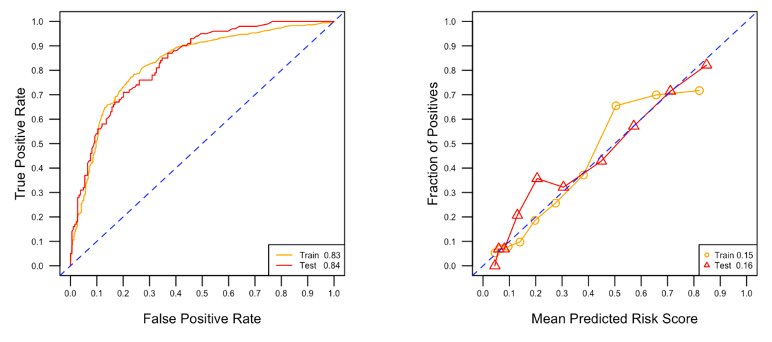 1.0
0.9
0.8
0.7
0.6
0.5
0.4
0.3
0.2
0.1
0.0
True Positive Rate
Train 0.83
Test 0.84
0.0 0.1 0.2 0.3 0.4 0.5 0.6 0.7 0.8 0.9 1.0
False Positive Rate
1.0
0.9
0.8
0.7
0.6
0.5
0.4
0.3
0.2
0.1
0.0
Fraction of Positives
Train 0.15
Test 0.16
0.0 0.1 0.2 0.3 0.4 0.5 0.6 0.7 0.8 0.9 1.0
Mean Predicted Risk Score